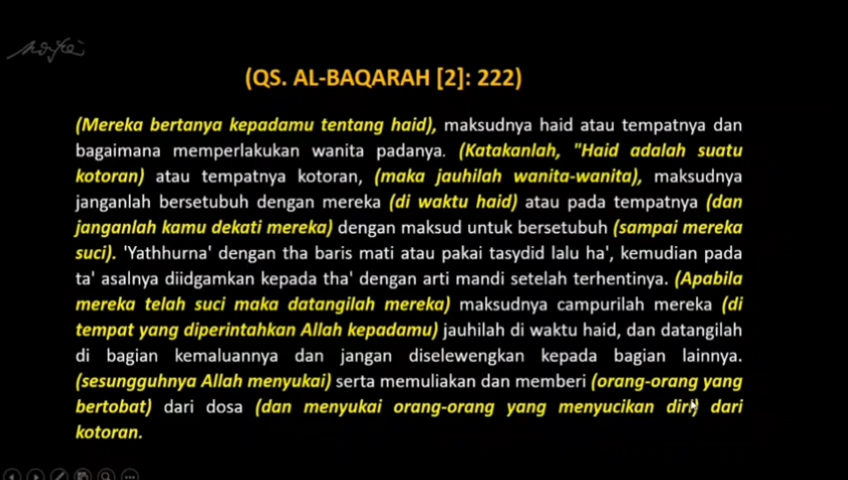 (QS. AL-BAQARAH [2]: 222)
(Mereka bertanya kepadamu tentang haid), maksudnya haid atau tempatnya dan
bagaimana memperlakukan wanita padanya. (Katakanlah, "Haid adalah suatu
kotoran) atau tempatnya kotoran, (maka jauhilah wanita-wanita), maksudnya
janganlah bersetubuh dengan mereka (di waktu haid) atau pada tempatnya (dan
janganlah kamu dekati mereka) dengan maksud untuk bersetubuh (sampai mereka
suci). 'Yathhurna' dengan tha baris mati atau pakai tasydid lalu ha', kemudian pada
ta' asalnya diidgamkan kepada tha' dengan arti mandi setelah terhentinya. (Apabila
mereka telah suci maka datangilah mereka) maksudnya campurilah mereka (di
tempat yang diperintahkan Allah kepadamu) jauhilah di waktu haid, dan datangilah
di bagian kemaluannya dan jangan diselewengkan kepada bagian lainnya.
(sesungguhnya Allah menyukai) serta memuliakan dan memberi (orang-orang yang
bertobat) dari dosa (dan menyukai orang-orang yang menyucikan diri) dari
kotoran.